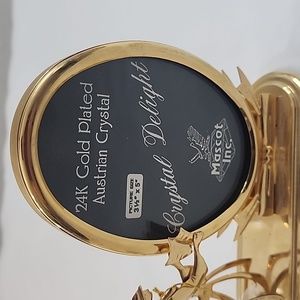 24K Gold Plated
Austrian Crystal
PICTURE SIZE
3½" x 5"
Crystal Delight
Mascot
Inc.